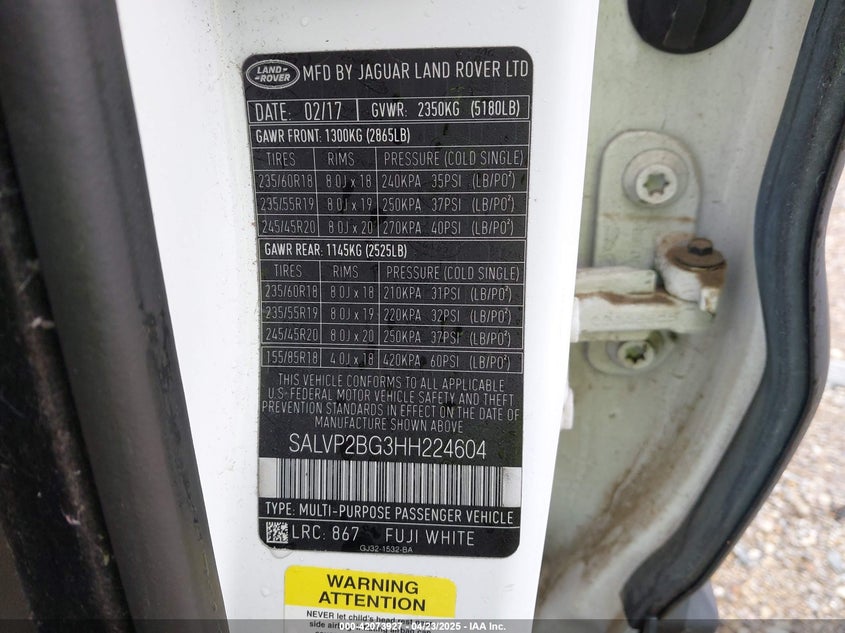 LAND-
-ROVER
MFD BY JAGUAR LAND ROVER LTD
DATE: 02/17 GVWR: 2350KG (5180LB)
GAWR FRONT: 1300KG (2865LB)
TIRES RIMS PRESSURE (COLD SINGLE)
235/60R18 8.0J x 18 240KPA 35PSI (LB/PO²)
235/55R19 8.0J x 19 250KPA 37PSI (LB/PO²)
245/45R20 8.0J x 20 270KPA 40PSI (LB/PO²)
GAWR REAR: 1145KG (2525LB)
TIRES RIMS PRESSURE (COLD SINGLE)
235/60R18 8.0J x 18 210KPA 31PSI (LB/PO²)
235/55R19 8.0J x 19 220KPA 32PSI (LB/PO²)
245/45R20 8.0J x 20 250KPA 37PSI (LB/PO²)
155/85R18 4.0J x 18 420KPA 60PSI (LB/PO²)
THIS VEHICLE CONFORMS TO ALL APPLICABLE
U.S. FEDERAL MOTOR VEHICLE SAFETY AND THEFT
PREVENTION STANDARDS IN EFFECT ON THE DATE OF
MANUFACTURE SHOWN ABOVE
SALVP2BG3HH224604
TYPE: MULTI-PURPOSE PASSENGER VEHICLE
LRC: 867 FUJI WHITE
GJ32-1532-BA
WARNING
ATTENTION
NEVER let child's head
side
© IAAI - 42073927 - 04/23/2025 - IAA Inc.